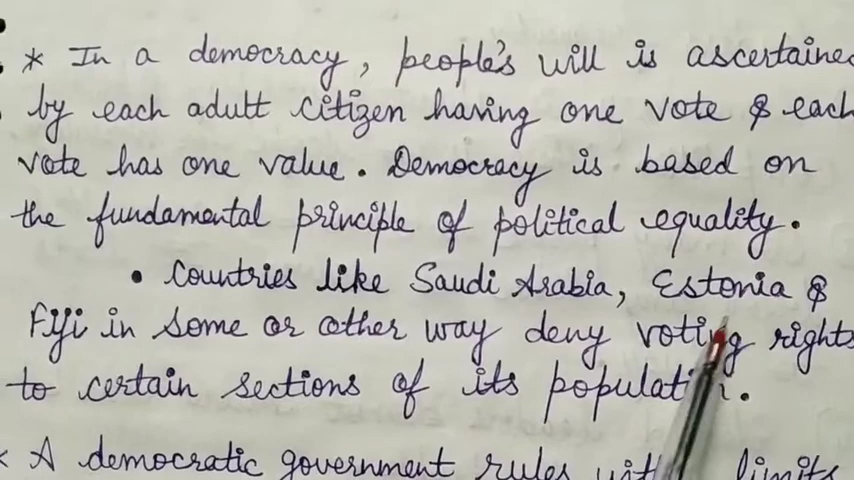 * In a democracy, people's will is ascertained
by each adult citizen having one vote & each
vote has one value. Democracy is based on
the fundamental principle of political equality.
• Countries like Saudi Arabia, Estonia &
Fiji in some or other way deny voting rights
to certain sections of its population.
* A democratic government rules within limits